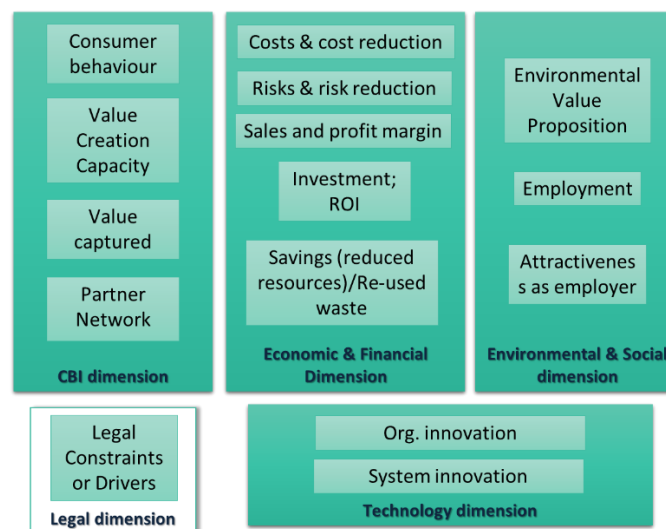 Consumer
behaviour
Value
Creation
Capacity
Value
captured
Partner
Network
CBI dimension
Costs & cost reduction
Risks & risk reduction
Sales and profit margin
Investment;
ROI
Savings (reduced
resources)/Re-used
waste
Economic & Financial
Dimension
Environmental
Value
Proposition
Employment
Attractivenes
s as employer
Environmental & Social
dimension
Legal
Constraints
or Drivers
Legal dimension
Org. innovation
System innovation
Technology dimension